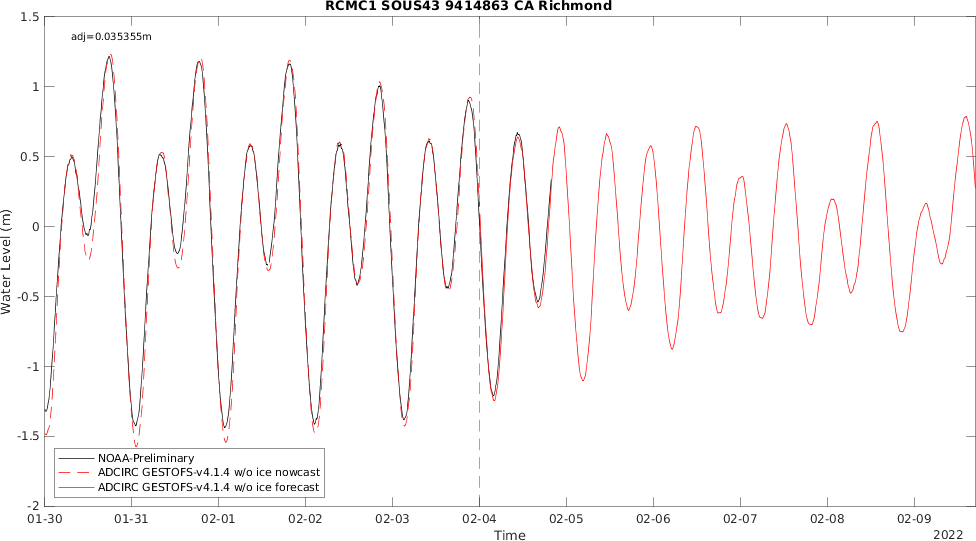 RCMC1 SOUS43 9414863 CA Richmond
adj=0.035355m
1.5
1
0.5
0
-0.5
-1
-1.5
-2
Water Level (m)
NOAA-Preliminary
ADCIRC GESTOFS-v4.1.4 w/o ice nowcast
ADCIRC GESTOFS-v4.1.4 w/o ice forecast
01-30 01-31 02-01 02-02 02-03 02-04 02-05 02-06 02-07 02-08 02-09
Time
2022